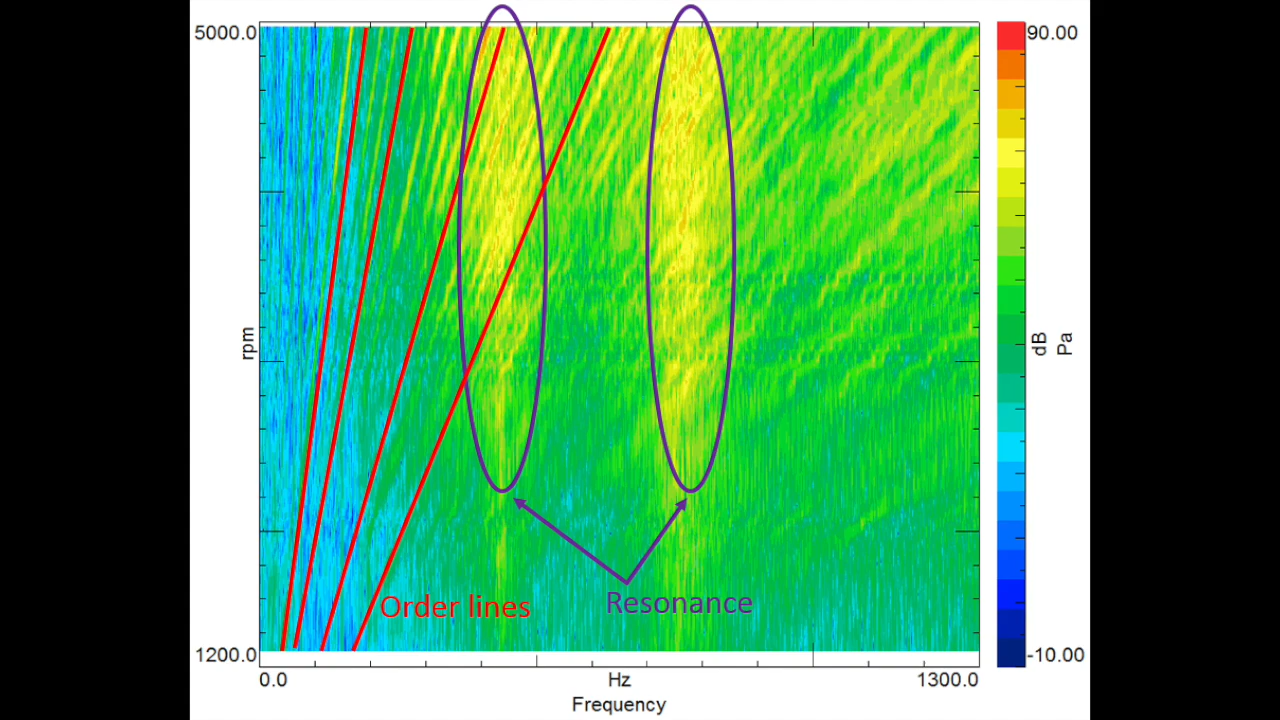 5000.0
90.00
rpm
dB
Pa
Order lines
Resonance
1200.0
-10.00
0.0
Hz
1300.0
Frequency